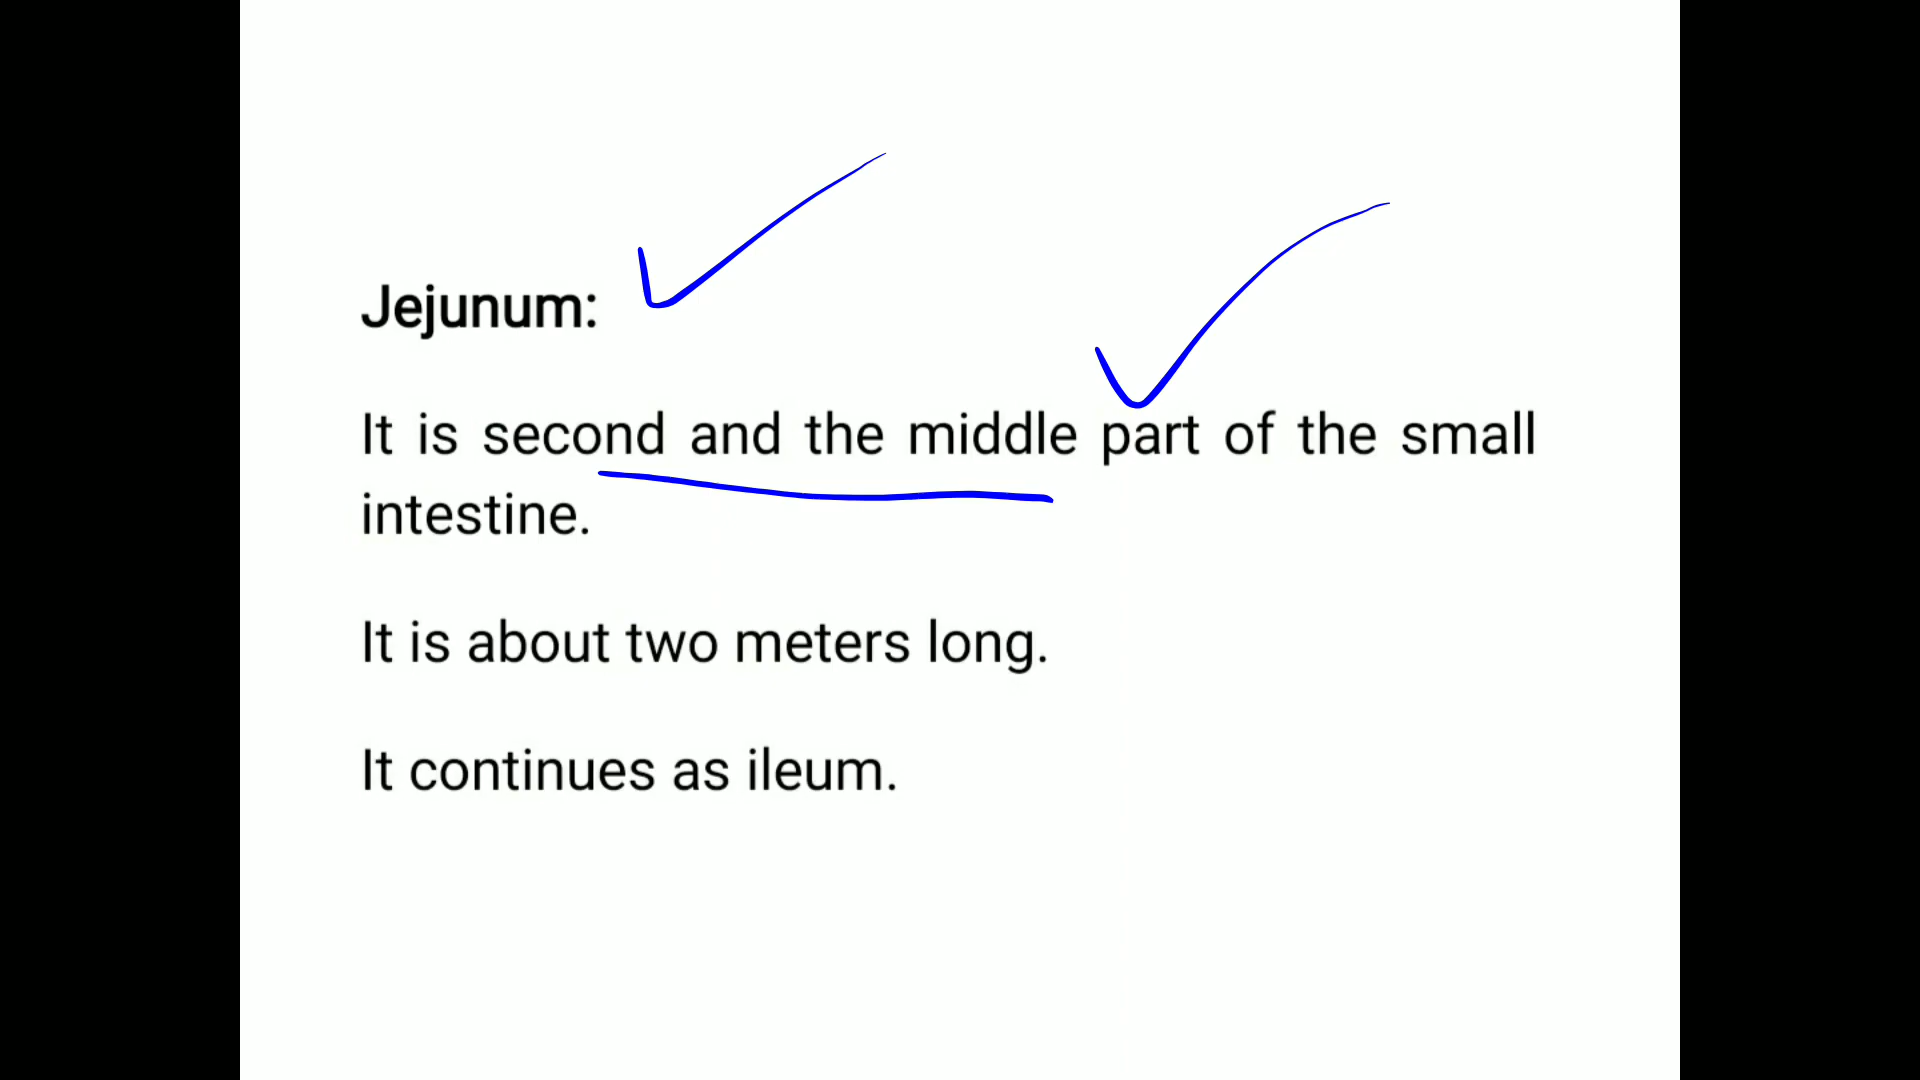 Jejunum:
It is second and the middle part of the small
intestine.
It is about two meters long.
It continues as ileum.